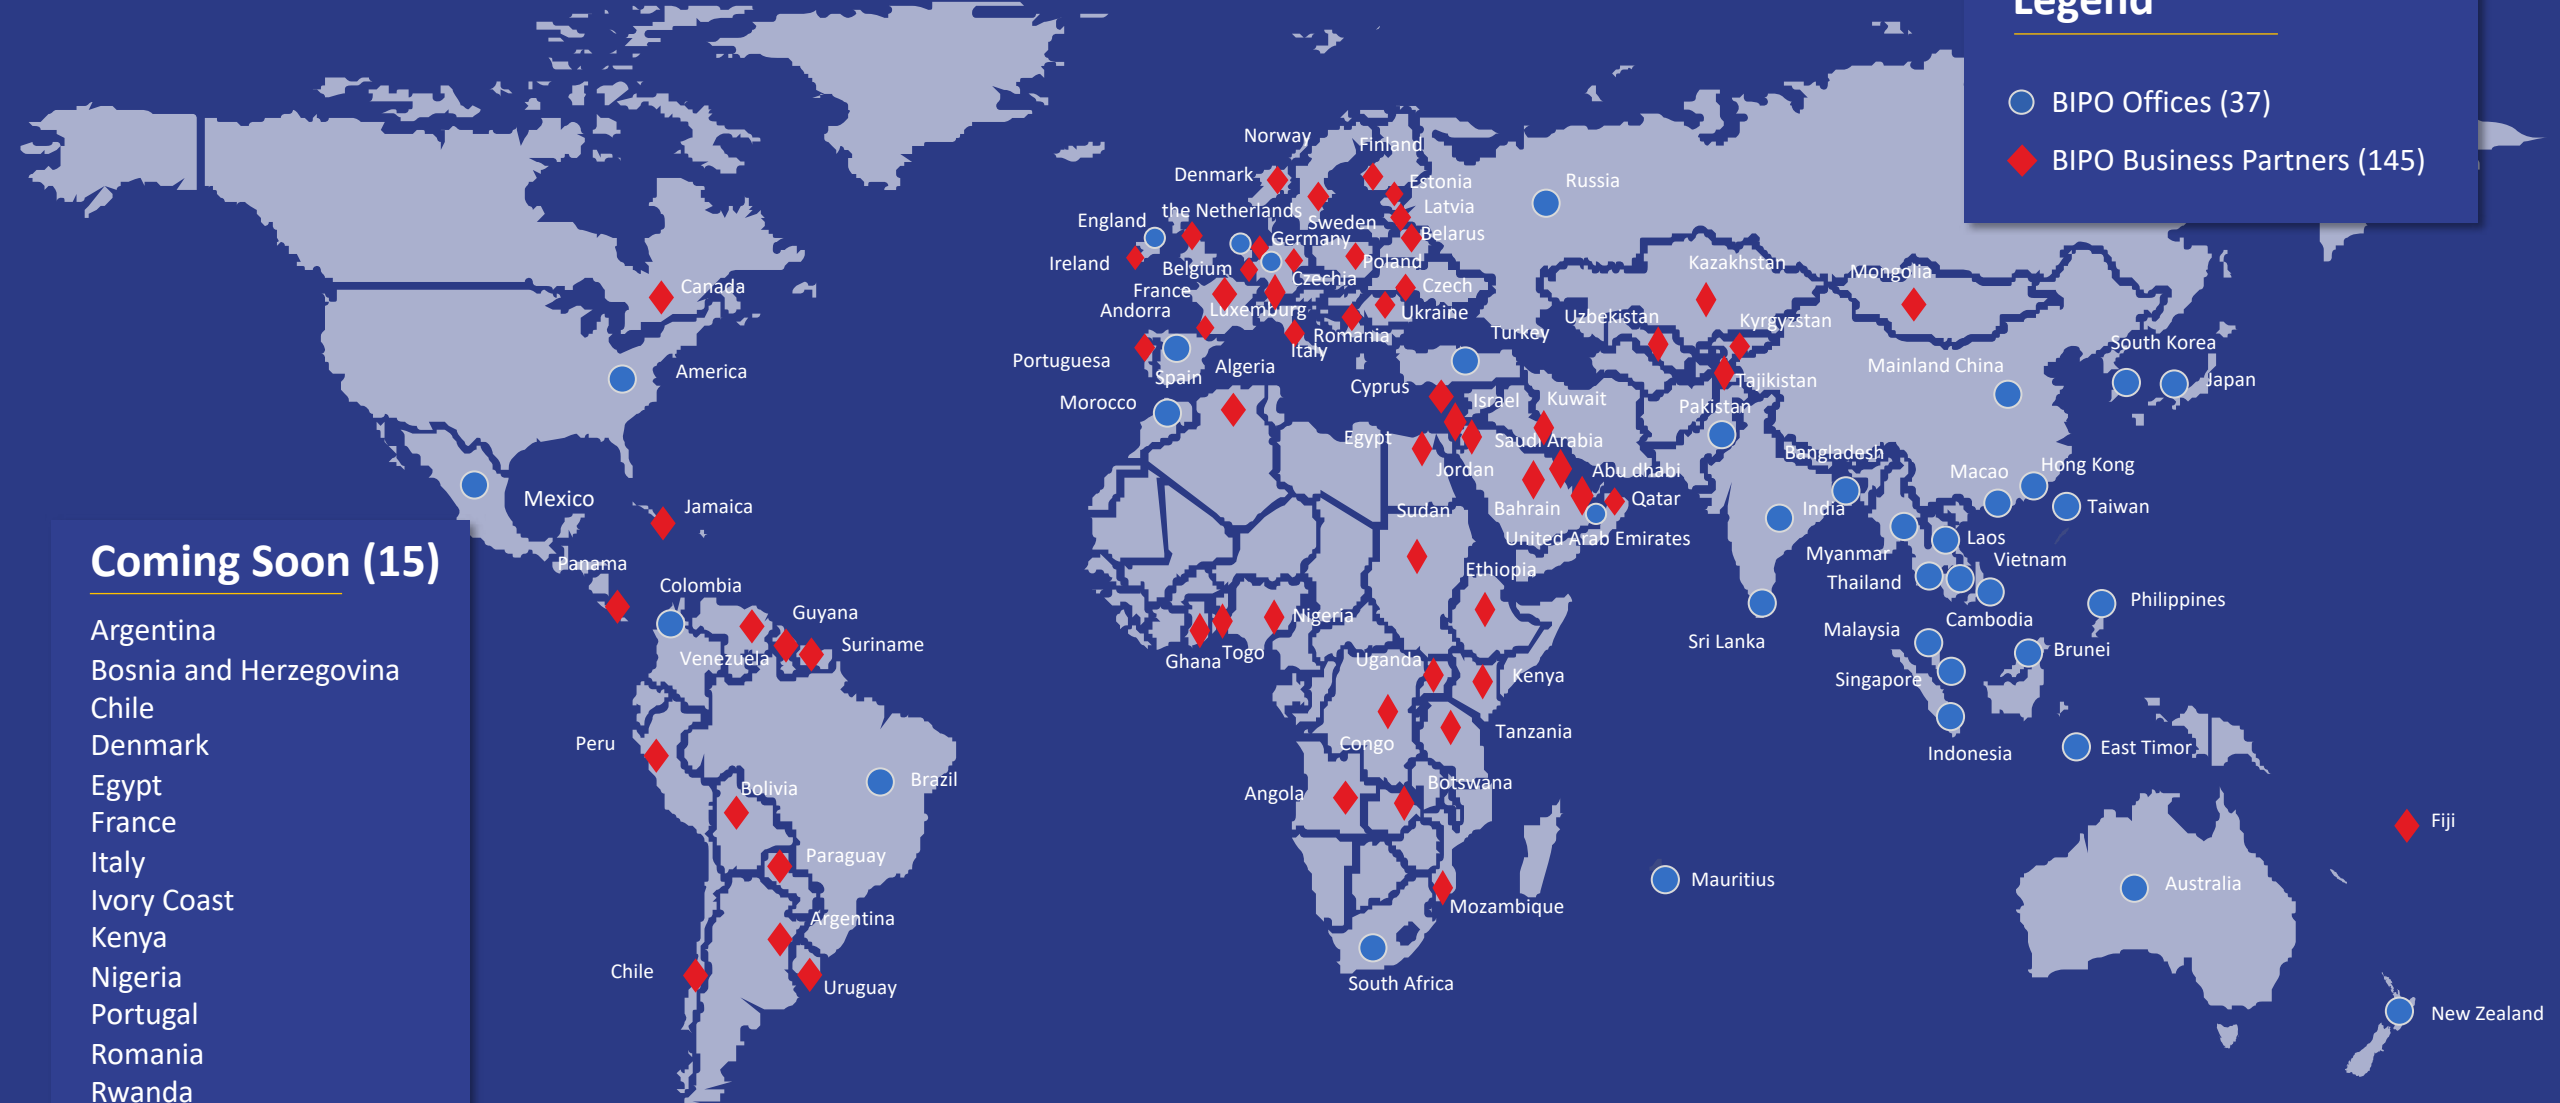 Legend
BIPO Offices (37)
BIPO Business Partners (145)
Norway
Finland
Denmark
Estonia
Russia
the Netherlands
Latvia
England
Sweden
Belarus
Germany
Ireland
Belgium
Poland
Kazakhstan
Mongolia
Czechia
Canada
France
Czech
Andorra
Luxemburg
Ukraine
Uzbekistan
Kyrgyzstan
Romania
Turkey
South Korea
Italy
Portuguesa
Algeria
Mainland China
America
Spain
Japan
Cyprus
Tajikistan
Morocco
Israel
Kuwait
Pakistan
Egypt
Saudi Arabia
Bangladesh
Jordan
Abu dhabi
Macao
Hong Kong
Mexico
Qatar
Jamaica
Sudan
Bahrain
India
Taiwan
United Arab Emirates
Laos
Myanmar
Vietnam
Panama
Ethiopia
Thailand
Colombia
Philippines
Guyana
Nigeria
Cambodia
Malaysia
Sri Lanka
Suriname
Brunei
Venezuela
Ghana
Togo
Uganda
Kenya
Singapore
Peru
Congo
Tanzania
Indonesia
East Timor
Brazil
Bolivia
Angola
Botswana
Fiji
Paraguay
Mauritius
Australia
Argentina
Mozambique
Chile
Uruguay
South Africa
New Zealand
Coming Soon (15)
Argentina
Bosnia and Herzegovina
Chile
Denmark
Egypt
France
Italy
Ivory Coast
Kenya
Nigeria
Portugal
Romania
Rwanda